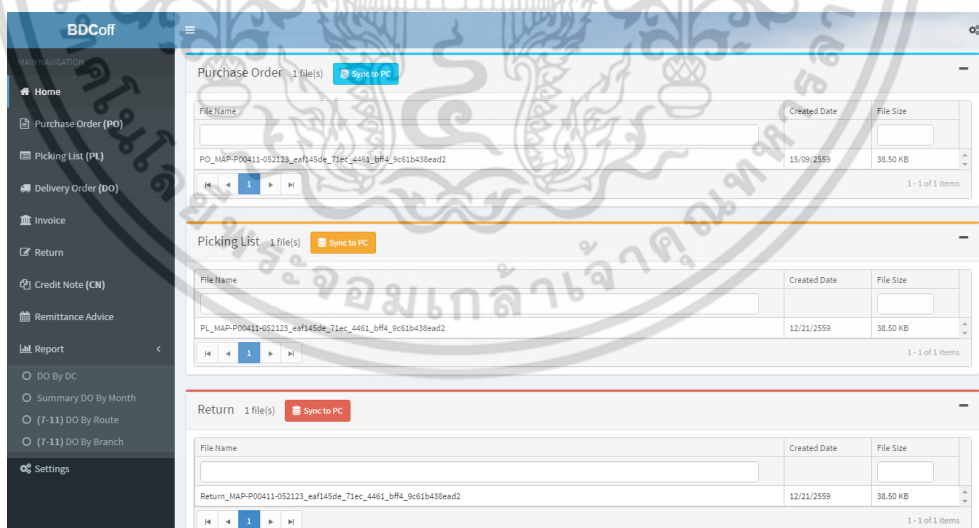 BDCoff
MAIN NAVIGATION
Home
Purchase Order (PO)
Picking List (PL)
Delivery Order (DO)
Invoice
Return
Credit Note (CN)
Remittance Advice
Report
DO By DC
Summary DO By Month
(7-11) DO By Route
(7-11) DO By Branch
Settings
Purchase Order 1 file(s) Sync to PC
File Name Created Date File Size
PO_MAP-P00411-052123_eaf145de_71ec_4461_bff4_9c61b438ead2 15/09/2559 38.50 KB
1
1 - 1 of 1 items
Picking List 1 file(s) Sync to PC
File Name Created Date File Size
PL_MAP-P00411-052123_eaf145de_71ec_4461_bff4_9c61b438ead2 12/21/2559 38.50 KB
1
1 - 1 of 1 items
Return 1 file(s) Sync to PC
File Name Created Date File Size
Return_MAP-P00411-052123_eaf145de_71ec_4461_bff4_9c61b438ead2 12/21/2559 38.50 KB
1
1 - 1 of 1 items